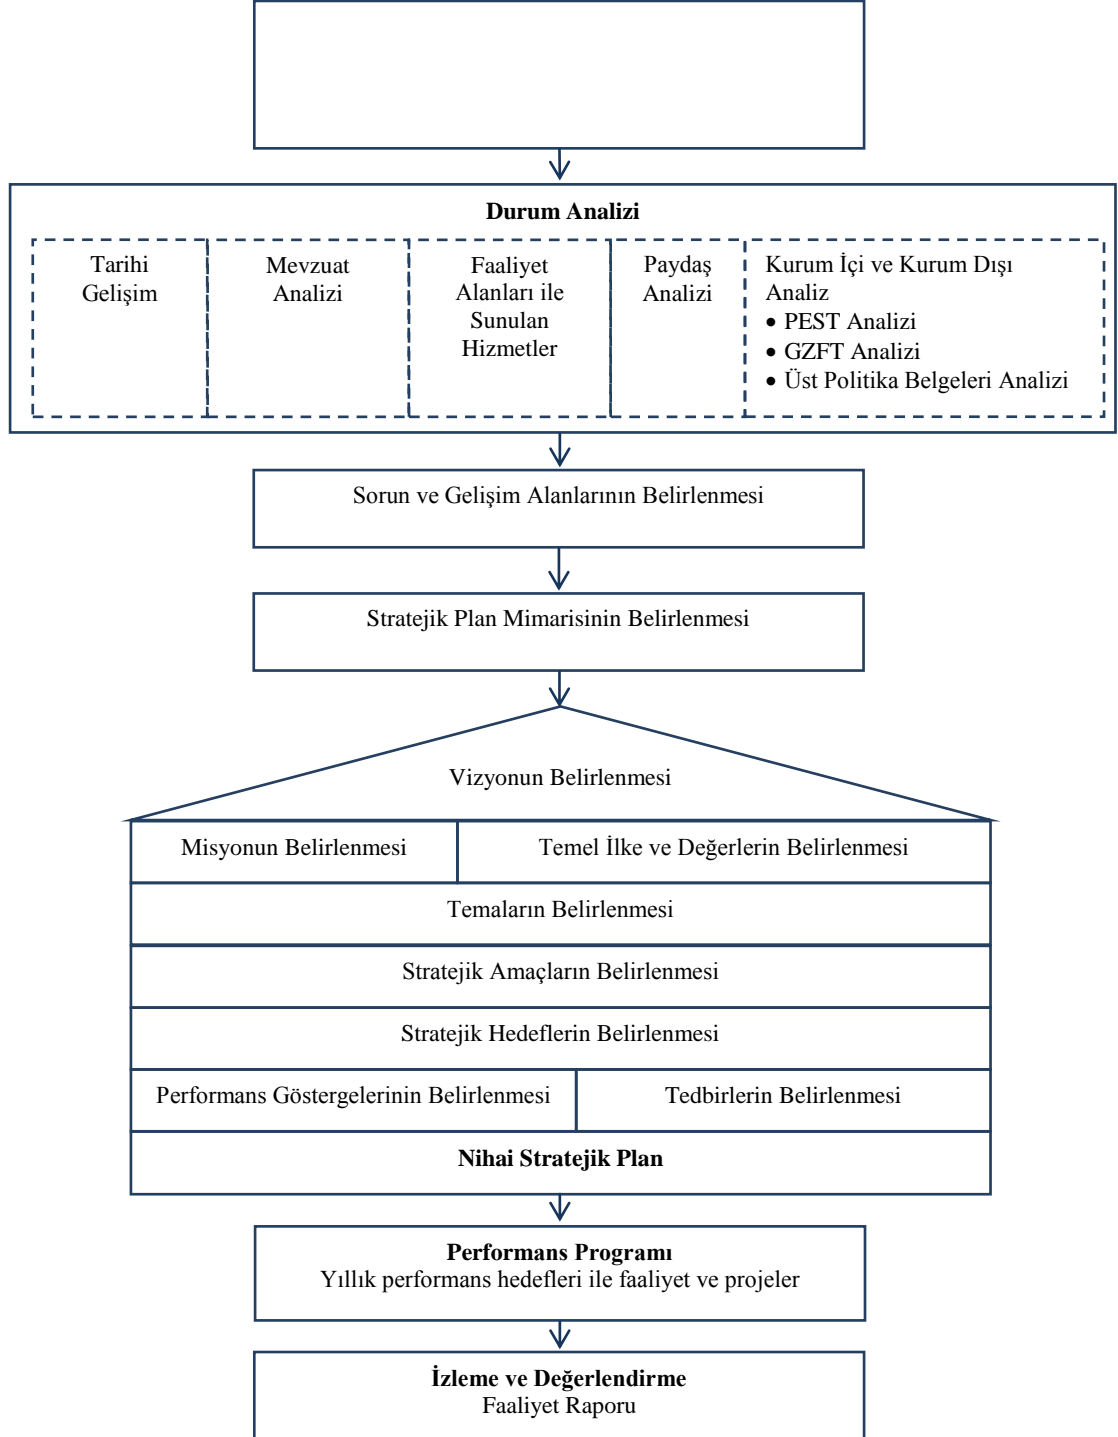 Durum Analizi
Tarihi
Gelişim
Mevzuat
Analizi
Faaliyet
Alanları ile
Sunulan
Hizmetler
Paydaş
Analizi
Kurum İçi ve Kurum Dışı
Analiz
• PEST Analizi
• GZFT Analizi
• Üst Politika Belgeleri Analizi
Sorun ve Gelişim Alanlarının Belirlenmesi
Stratejik Plan Mimarisinin Belirlenmesi
Vizyonun Belirlenmesi
Misyonun Belirlenmesi
Temel İlke ve Değerlerin Belirlenmesi
Temaların Belirlenmesi
Stratejik Amaçların Belirlenmesi
Stratejik Hedeflerin Belirlenmesi
Performans Göstergelerinin Belirlenmesi
Tedbirlerin Belirlenmesi
Nihai Stratejik Plan
Performans Programı
Yıllık performans hedefleri ile faaliyet ve projeler
İzleme ve Değerlendirme
Faaliyet Raporu